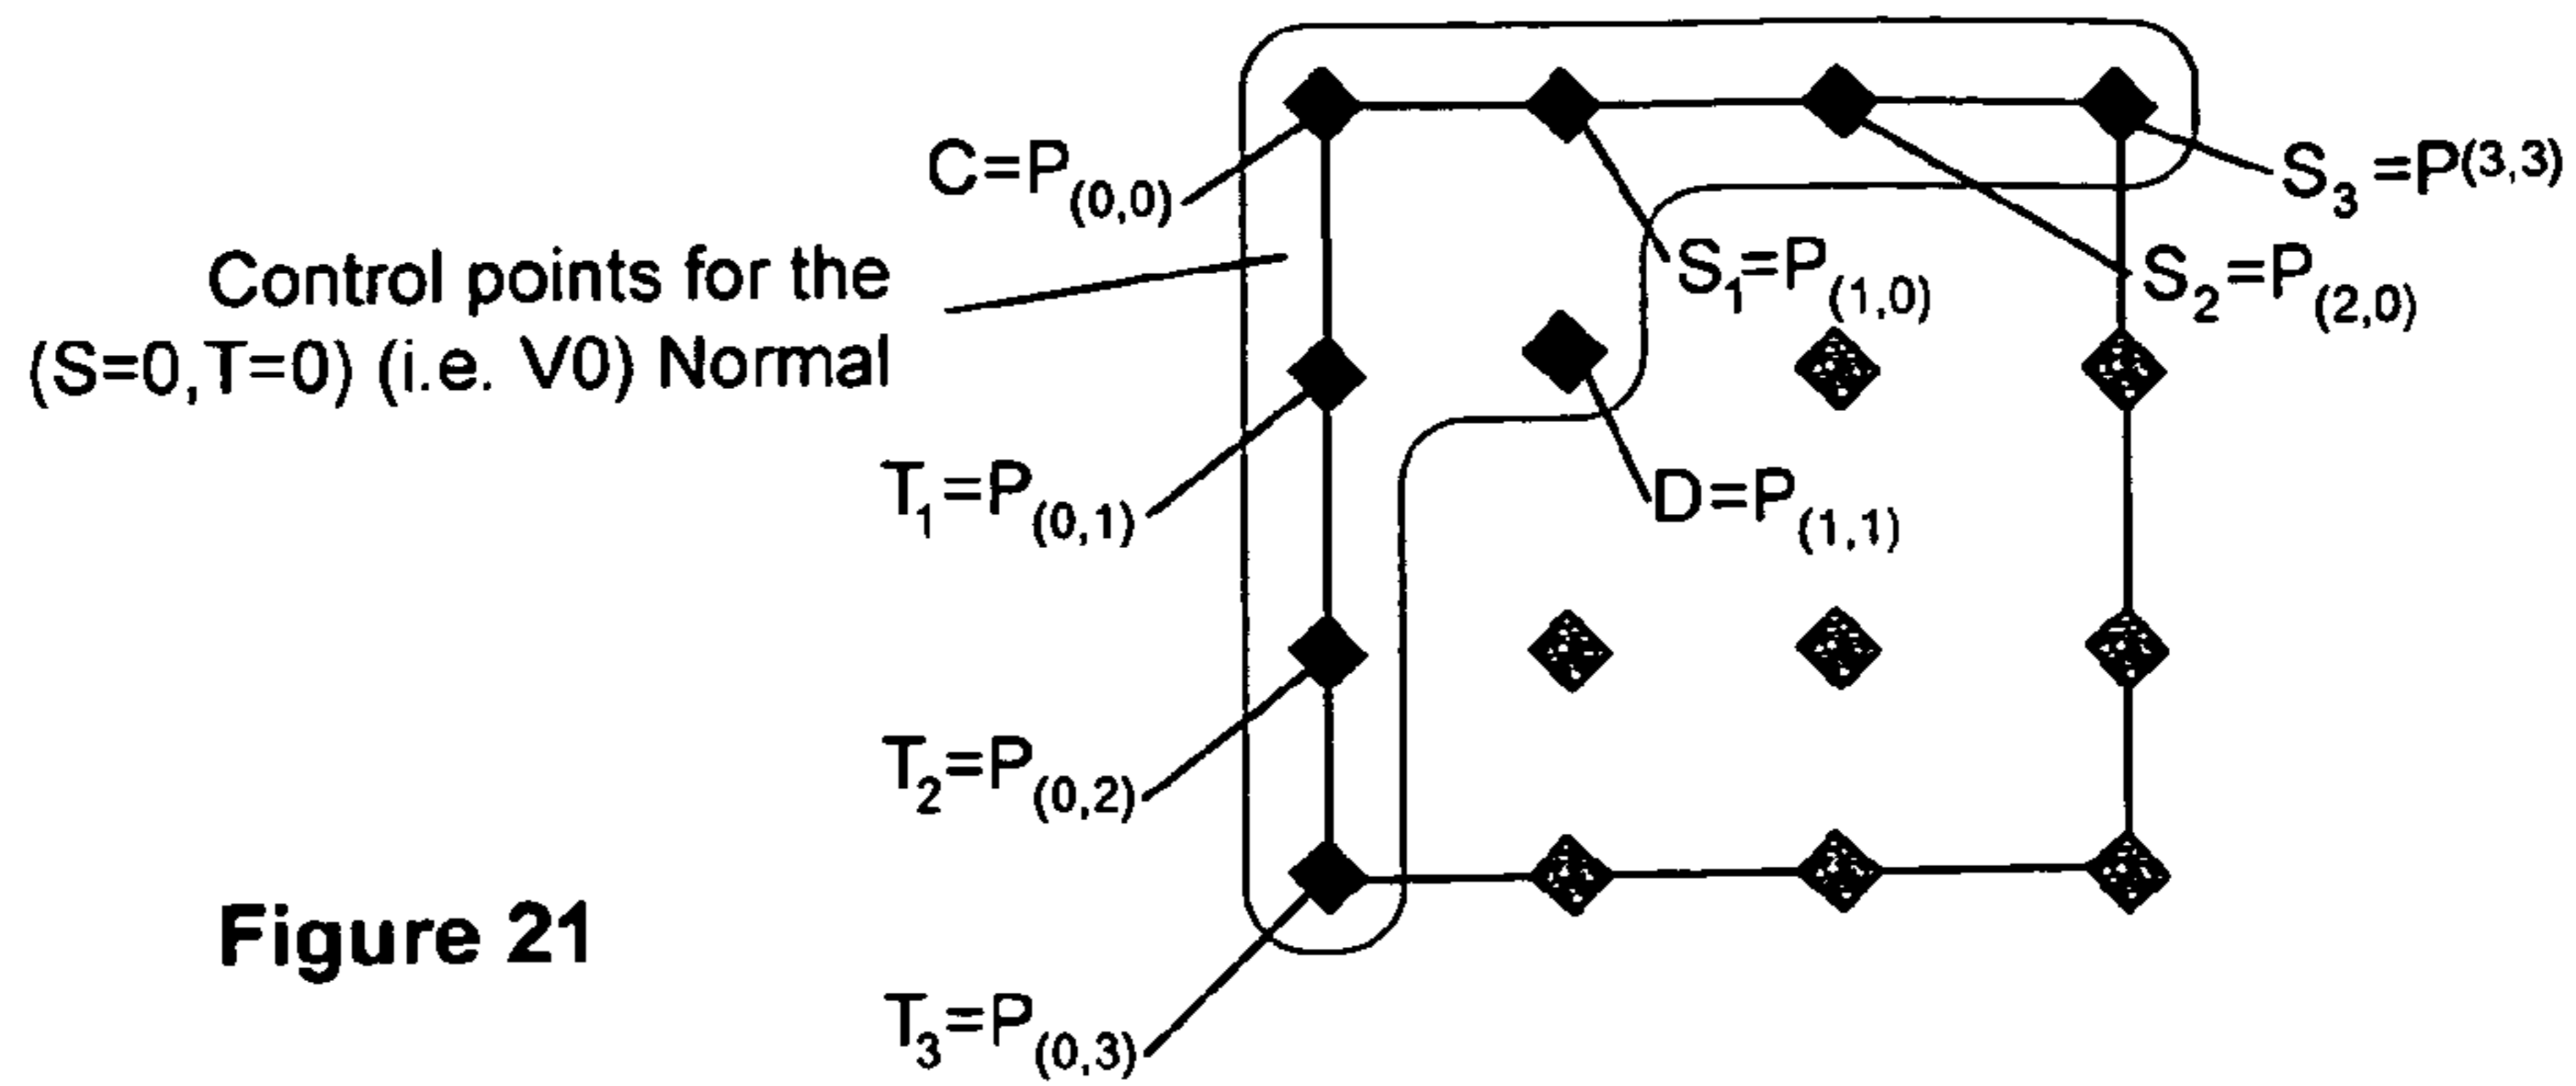 C=P(0,0)
S3 =P(3,3)
Control points for the
(S=0,T=0) (i.e. V0) Normal
S1=P(1,0)
S2=P(2,0)
T1=P(0,1)
D=P(1,1)
T2=P(0,2)
Figure 21
T3=P(0,3)